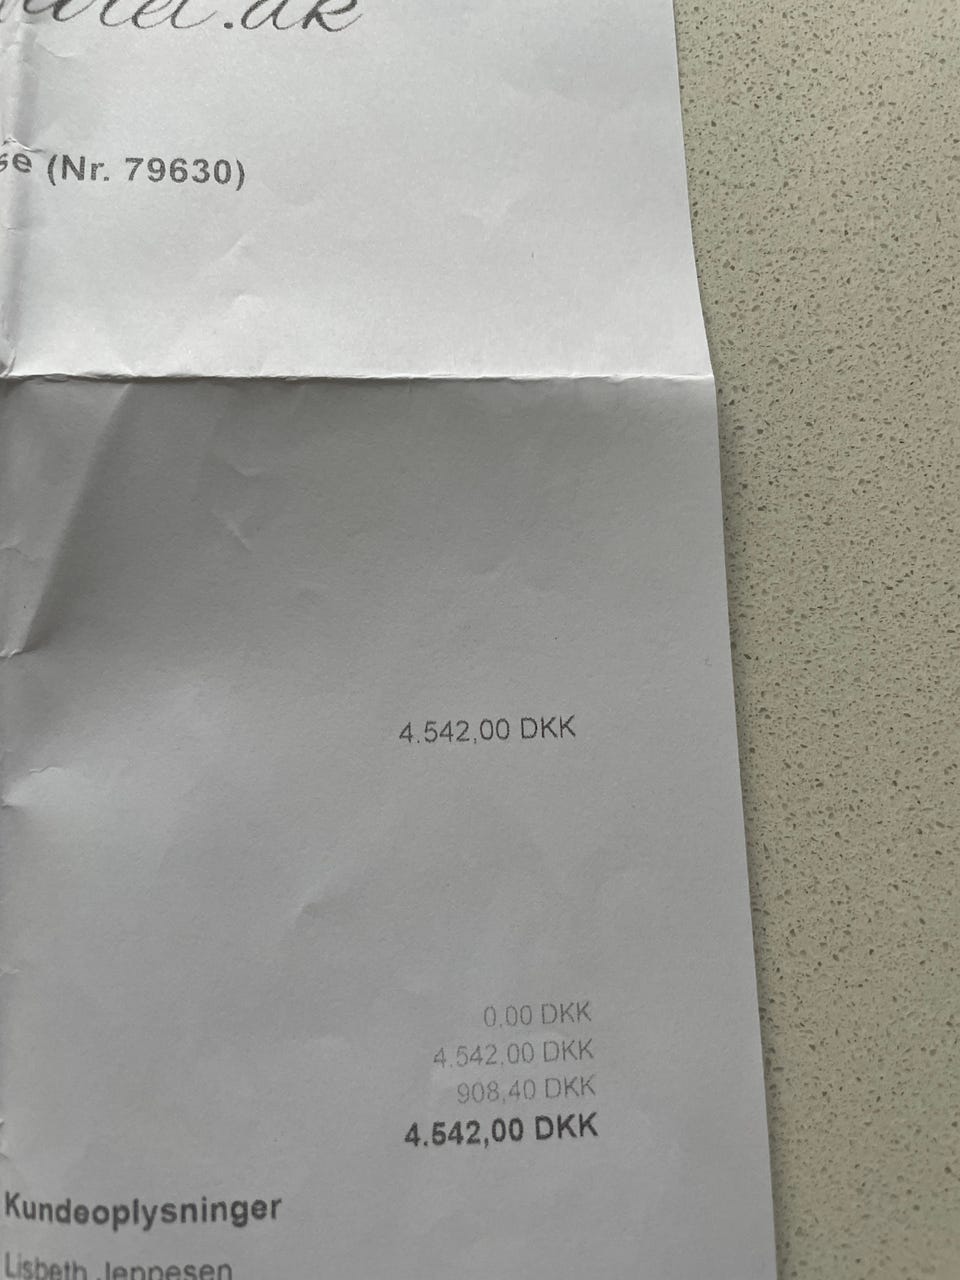 (Nr. 79630)
4.542,00 DKK
0,00 DKK
4.542,00 DKK
908,40 DKK
4.542,00 DKK
Kundeoplysninger
Lisbeth Jeppesen